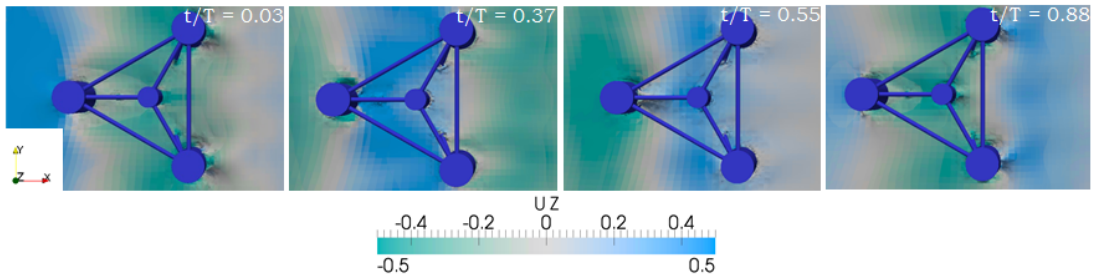 t/T = 0.03
t/T = 0.37
t/T = 0.55
t/T = 0.88
Y
Z X
U Z
-0.4 -0.2 0 0.2 0.4
-0.5 0.5